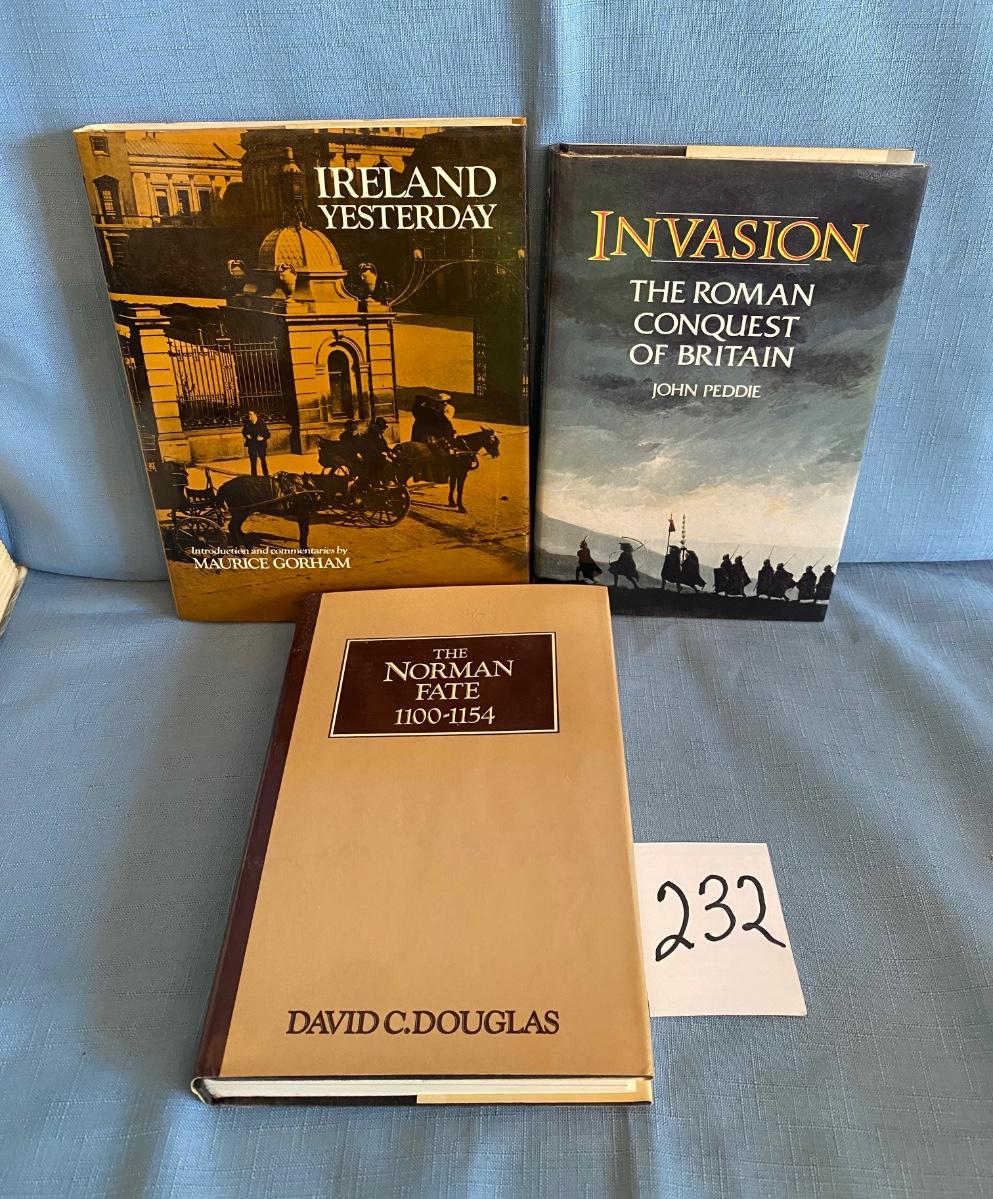 IRELAND
YESTERDAY
Introduction and commentaries by
MAURICE GORHAM
INVASION
THE ROMAN
CONQUEST
OF BRITAIN
JOHN PEDDIE
THE
NORMAN
FATE
1100-1154
DAVID C. DOUGLAS
232